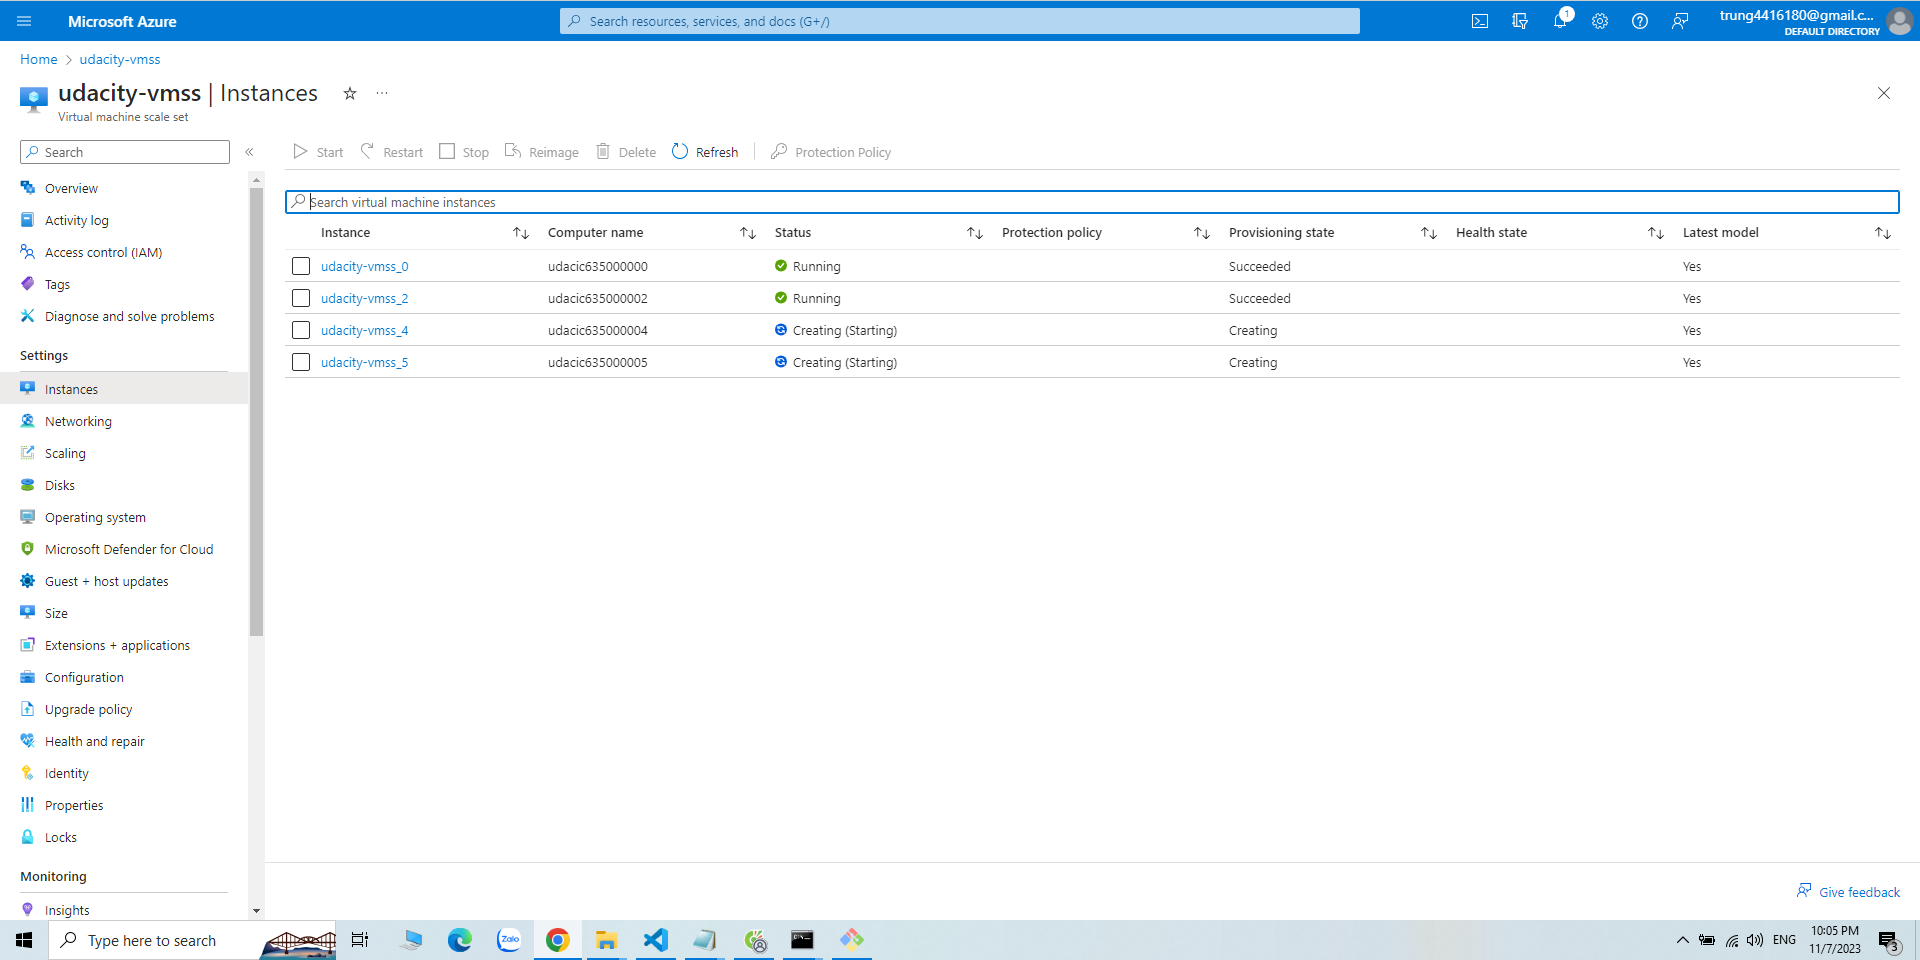 Microsoft Azure
Search resources, services, and docs (G+/)
1
trung4416180@gmail.c...
DEFAULT DIRECTORY
Home > udacity-vmss
udacity-vmss | Instances
Virtual machine scale set
Search
Start
Restart
Stop
Reimage
Delete
Refresh
Protection Policy
Overview
Activity log
Access control (IAM)
Tags
Diagnose and solve problems
Settings
Instances
Networking
Scaling
Disks
Operating system
Microsoft Defender for Cloud
Guest + host updates
Size
Extensions + applications
Configuration
Upgrade policy
Health and repair
Identity
Properties
Locks
Monitoring
Insights
Search virtual machine instances
Instance Computer name Status Protection policy Provisioning state Health state Latest model
udacity-vmss_0 udacic635000000 Running Succeeded Yes
udacity-vmss_2 udacic635000002 Running Succeeded Yes
udacity-vmss_4 udacic635000004 Creating (Starting) Creating Yes
udacity-vmss_5 udacic635000005 Creating (Starting) Creating Yes
Give feedback
Type here to search
Zalo
ENG
10:05 PM
11/7/2023
3